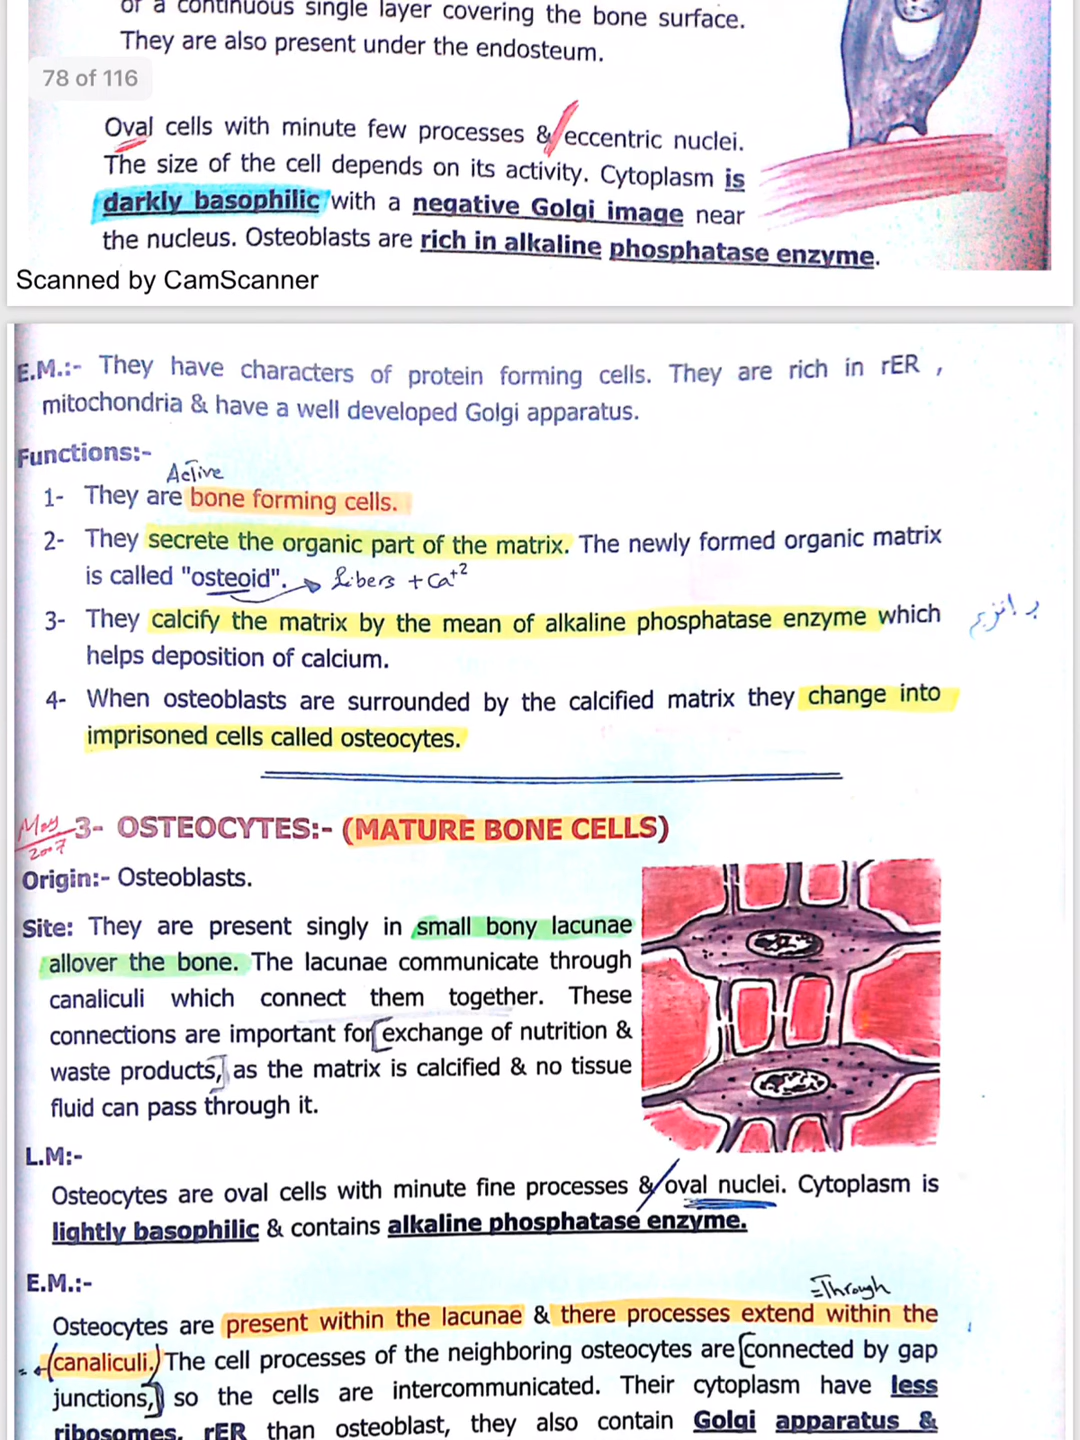 or a continuous single layer covering the bone surface.
They are also present under the endosteum.
78 of 116
Oval cells with minute few processes & eccentric nuclei.
The size of the cell depends on its activity. Cytoplasm is
darkly basophilic with a negative Golgi image near
the nucleus. Osteoblasts are rich in alkaline phosphatase enzyme.
Scanned by CamScanner
E.M.:- They have characters of protein forming cells. They are rich in rER ,
mitochondria & have a well developed Golgi apparatus.
Functions:-
Active
1- They are bone forming cells.
2- They secrete the organic part of the matrix. The newly formed organic matrix
is called "osteoid". fibers + Ca+2
3- They calcify the matrix by the mean of alkaline phosphatase enzyme which
helps deposition of calcium.
4- When osteoblasts are surrounded by the calcified matrix they change into
imprisoned cells called osteocytes.
May
2007
3- OSTEOCYTES:- (MATURE BONE CELLS)
Origin:- Osteoblasts.
Site: They are present singly in small bony lacunae
allover the bone. The lacunae communicate through
canaliculi which connect them together. These
connections are important for [exchange of nutrition &
waste products,] as the matrix is calcified & no tissue
fluid can pass through it.
L.M:-
Osteocytes are oval cells with minute fine processes & oval nuclei. Cytoplasm is
lightly basophilic & contains alkaline phosphatase enzyme.
E.M.:-
=Through
Osteocytes are present within the lacunae & there processes extend within the
(canaliculi.) The cell processes of the neighboring osteocytes are [connected by gap
junctions,] so the cells are intercommunicated. Their cytoplasm have less
ribosomes, rER than osteoblast, they also contain Golgi apparatus &